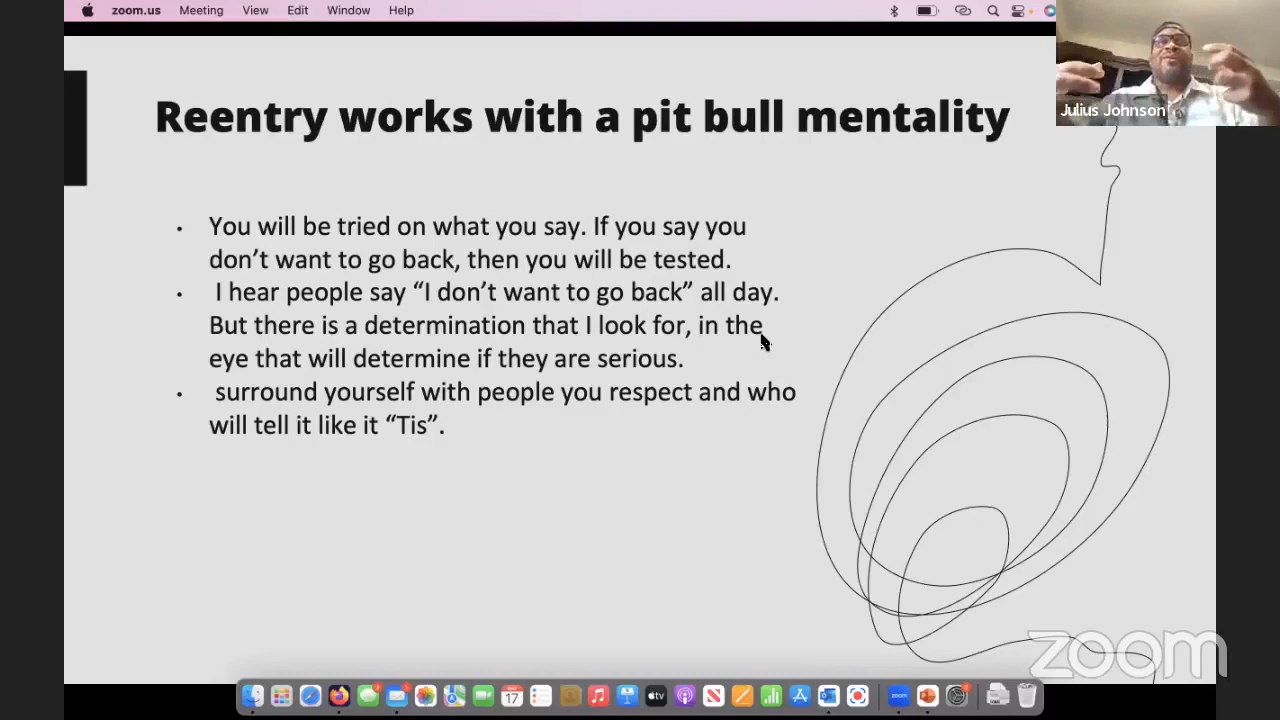 zoom.us Meeting View Edit Window Help
Julius Johnson
Reentry works with a pit bull mentality
• You will be tried on what you say. If you say you
don’t want to go back, then you will be tested.
• I hear people say “I don’t want to go back” all day.
But there is a determination that I look for, in the
eye that will determine if they are serious.
• surround yourself with people you respect and who
will tell it like it “Tis”.
zoom
17
tv
zoom